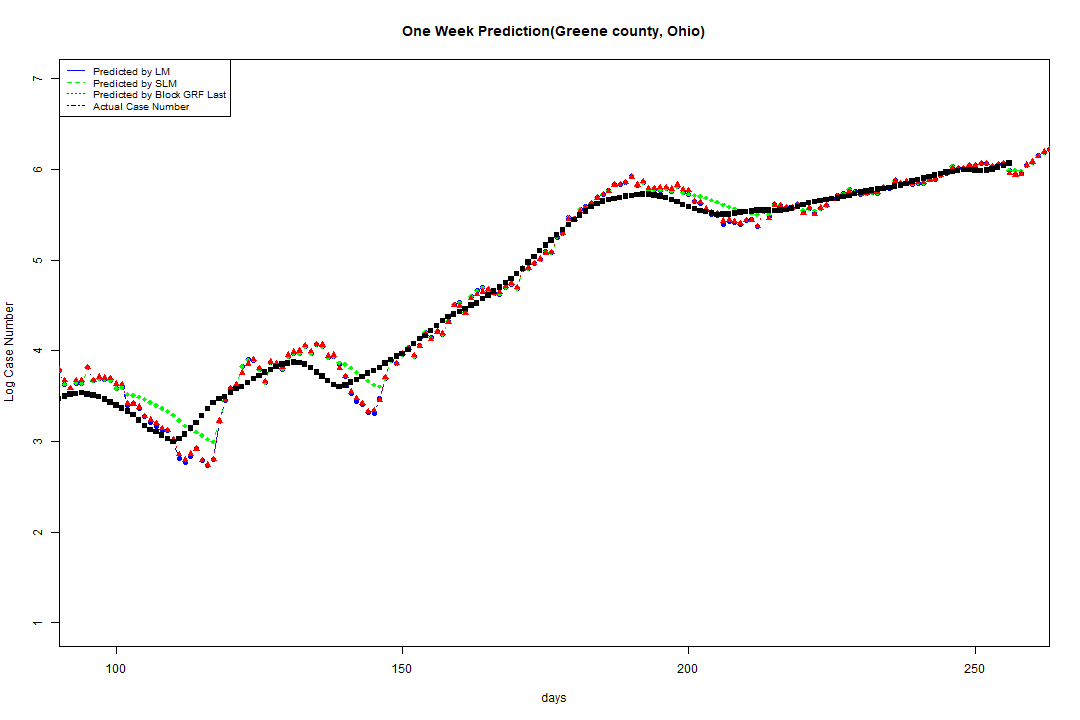 One Week Prediction(Greene county, Ohio)
Predicted by LM
Predicted by SLM
Predicted by Block GRF Last
Actual Case Number
7
6
5
4
3
2
1
Log Case Number
100 150 200 250
days